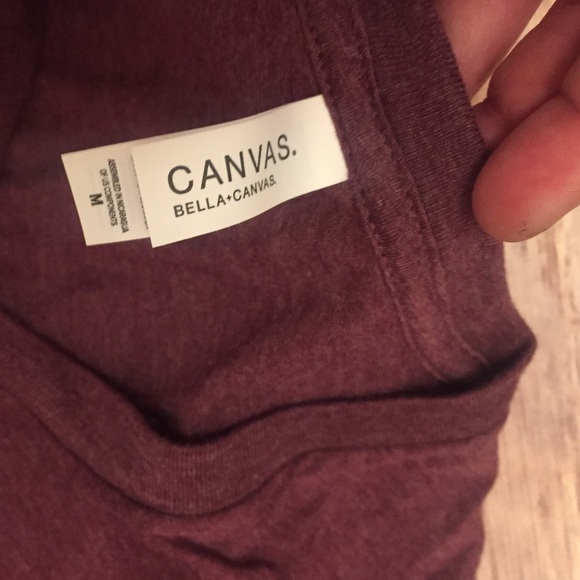 CANVAS.
BELLA+CANVAS.
ASSEMBLED IN NICARAGUA
OF US COMPONENTS
M